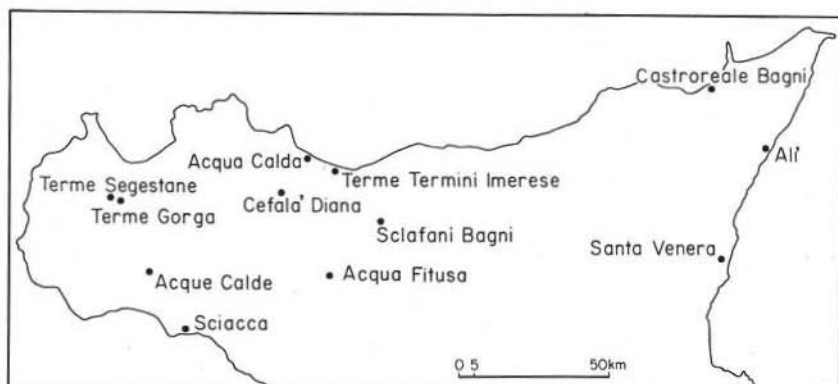 Castroreale Bagni
Acqua Calda
Alì
Terme Termini Imerese
Terme Segestane
Cefala' Diana
Terme Gorga
Sclafani Bagni
Santa Venera
Acque Calde
Acqua Fitusa
Sciacca
0 5 50km